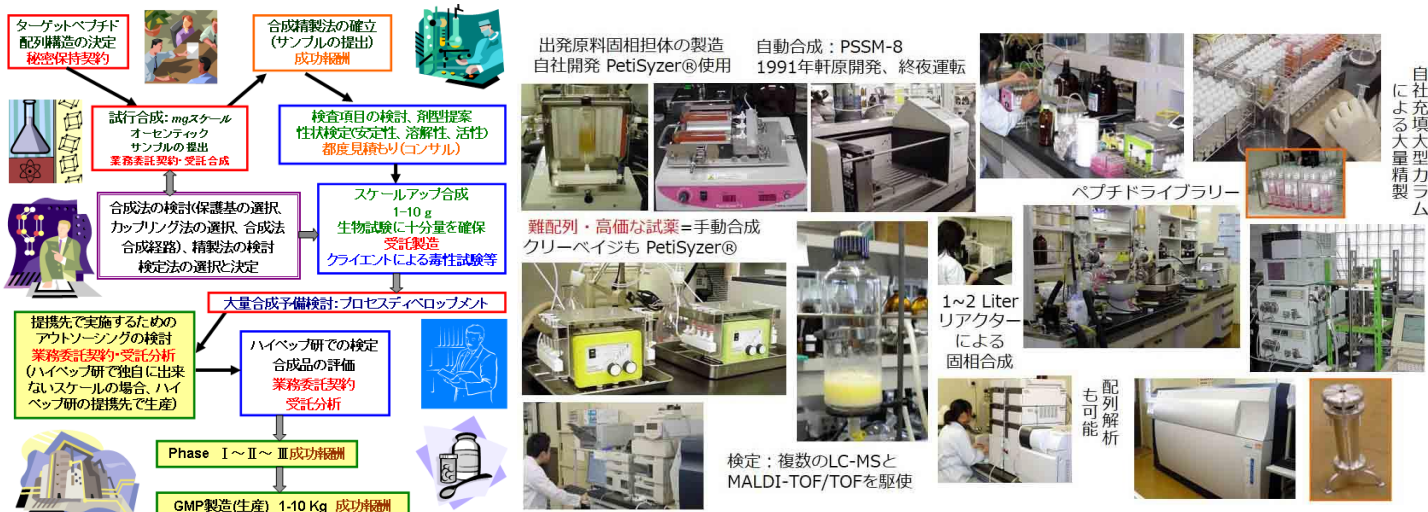 ターゲットペプチド
配列構造の決定
秘密保持契約
合成精製法の確立
(サンプルの提出)
成功報酬
試行合成:mgスケール
オーセンティック
サンプルの提出
業務委託契約・受託合成
検査項目の検討、剤型提案
性状検定(安定性、溶解性、活性)
都度見積もり(コンサル)
合成法の検討(保護基の選択、
カップリング法の選択、合成法
合成経路)、精製法の検討
検定法の選択と決定
スケールアップ合成
1-10 g
生物試験に十分量を確保
受託製造
クライエントによる毒性試験等
大量合成予備検討:プロセスディベロップメント
提携先で実施するための
アウトソーシングの検討
業務委託契約・受託分析
(ハイペップ研で独自に出来
ないスケールの場合、ハイ
ペップ研の提携先で生産)
ハイペップ研での検定
合成品の評価
業務委託契約
受託分析
Phase Ⅰ~Ⅱ~Ⅲ成功報酬
GMP製造(生産) 1-10 Kg 成功報酬
出発原料固相担体の製造
自社開発 PetiSyzer®使用
自動合成:PSSM-8
1991年軒原開発、終夜運転
難配列・高価な試薬=手動合成
クリーベイジも PetiSyzer®
ペプチドライブラリー
自社充填大型カラム
による大量精製
1~2 Liter
リアクター
による
固相合成
配列解析
も可能
検定:複数のLC-MSと
MALDI-TOF/TOFを駆使